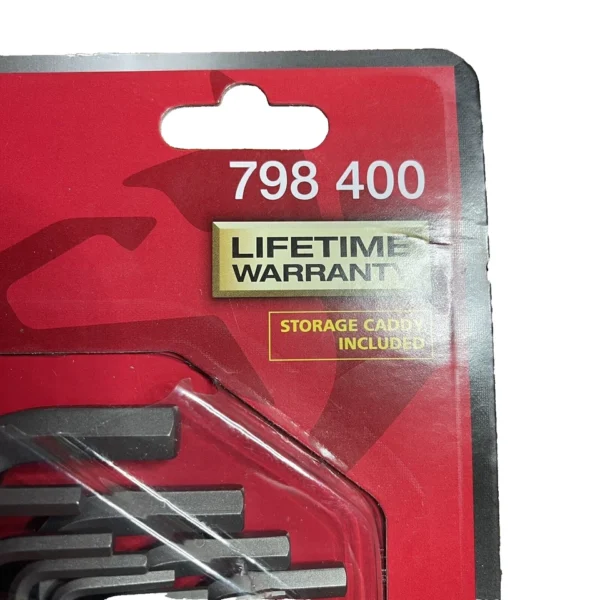 798 400
LIFETIME
WARRANTY
STORAGE CADDY
INCLUDED